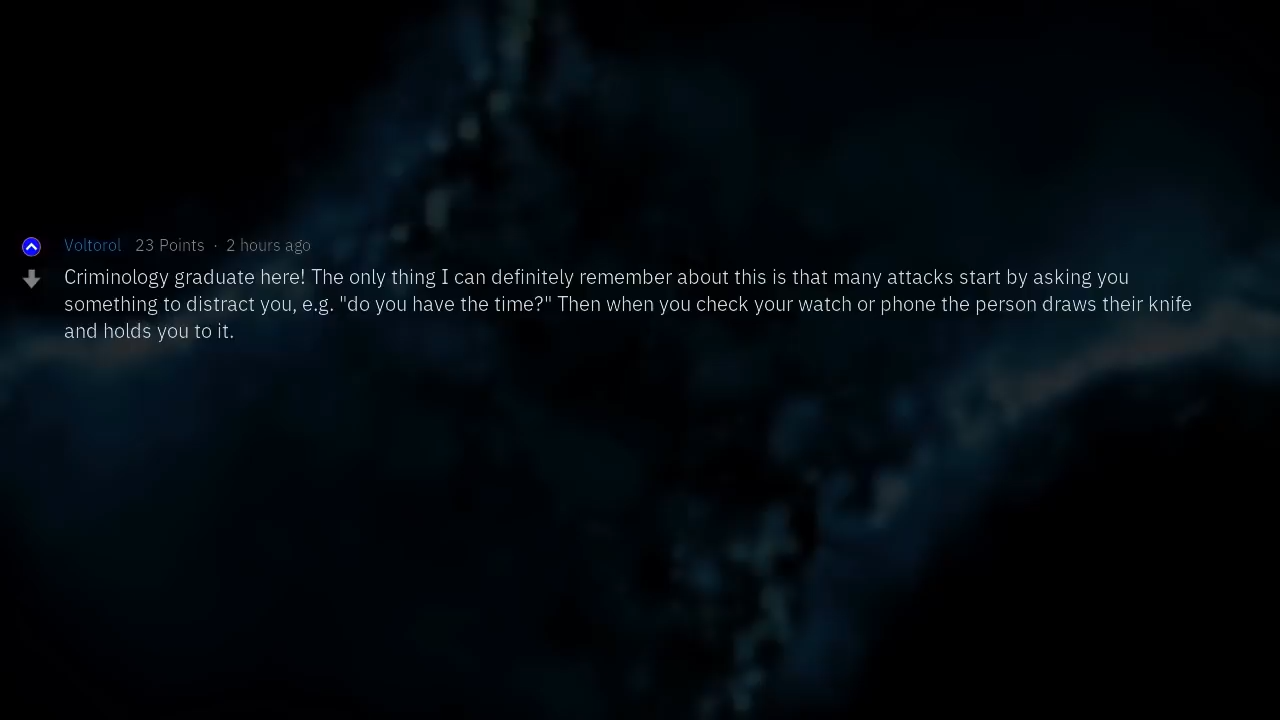 Voltorol 23 Points · 2 hours ago
Criminology graduate here! The only thing I can definitely remember about this is that many attacks start by asking you
something to distract you, e.g. "do you have the time?" Then when you check your watch or phone the person draws their knife
and holds you to it.